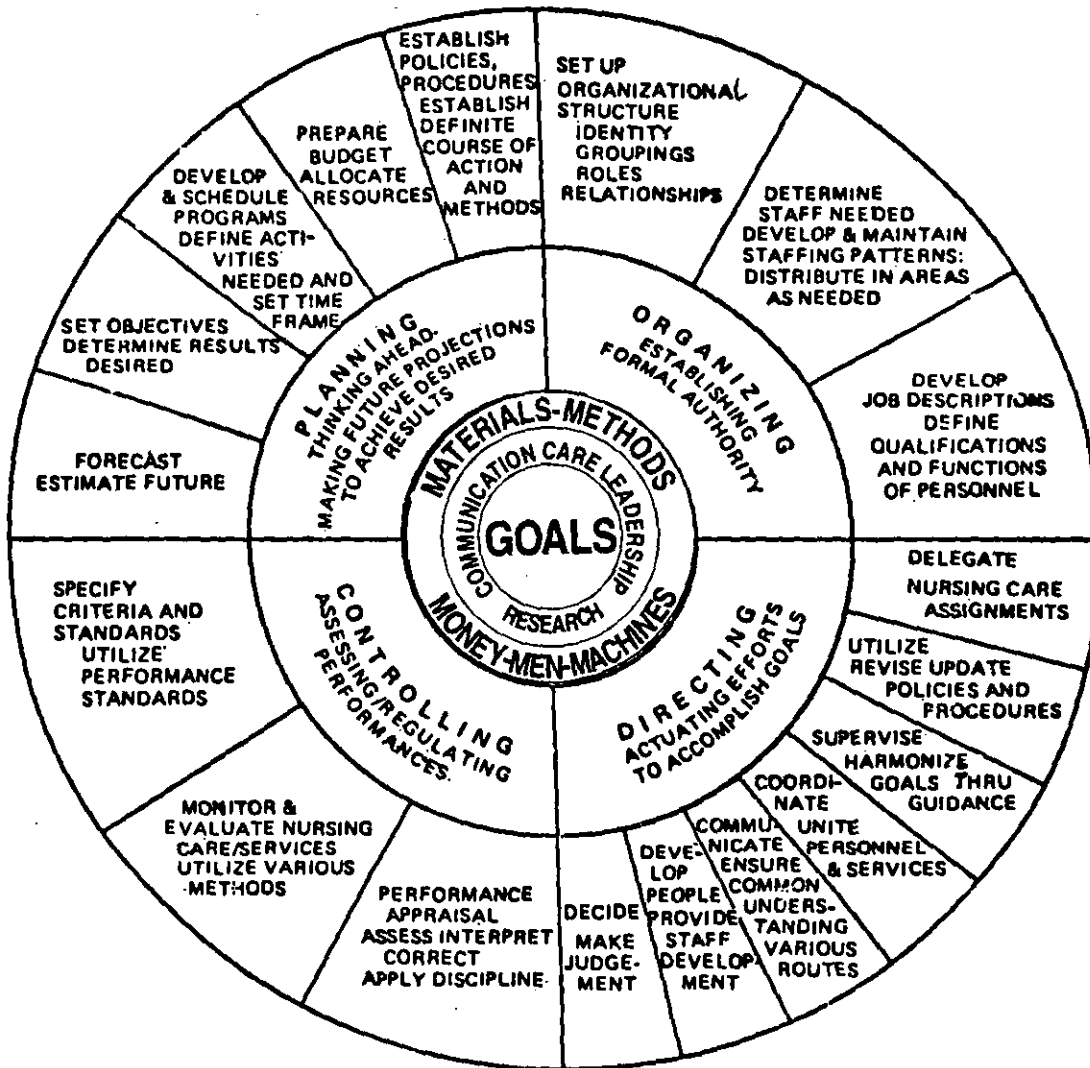 ESTABLISH
POLICIES,
PROCEDURES
ESTABLISH
DEFINITE
COURSE OF
ACTION
AND
METHODS
SET UP
ORGANIZATIONAL
STRUCTURE
IDENTITY
GROUPINGS
ROLES
RELATIONSHIPS
DETERMINE
STAFF NEEDED
DEVELOP & MAINTAIN
STAFFING PATTERNS:
DISTRIBUTE IN AREAS
AS NEEDED
DEVELOP
JOB DESCRIPTIONS
DEFINE
QUALIFICATIONS
AND FUNCTIONS
OF PERSONNEL
DELEGATE
NURSING CARE
ASSIGNMENTS
UTILIZE
REVISE UPDATE
POLICIES AND
PROCEDURES
SUPERVISE
HARMONIZE
GOALS THRU
GUIDANCE
COORDI-
NATE
UNITE
PERSONNEL
& SERVICES
COMMU-
NICATE
ENSURE
COMMON
UNDERS-
TANDING
VARIOUS
ROUTES
DEVE-
LOP
PEOPLE
PROVIDE
STAFF
DEVELOP-
MENT
DECIDE
MAKE
JUDGE-
MENT
PERFORMANCE
APPRAISAL
ASSESS INTERPRET
CORRECT
APPLY DISCIPLINE
MONITOR &
EVALUATE NURSING
CARE/SERVICES
UTILIZE VARIOUS
METHODS
SPECIFY
CRITERIA AND
STANDARDS
UTILIZE
PERFORMANCE
STANDARDS
FORECAST
ESTIMATE FUTURE
SET OBJECTIVES
DETERMINE RESULTS
DESIRED
DEVELOP
& SCHEDULE
PROGRAMS
DEFINE ACTI-
VITIES
NEEDED AND
SET TIME
FRAME
PREPARE
BUDGET
ALLOCATE
RESOURCES
PLANNING
THINKING AHEAD.
MAKING FUTURE PROJECTIONS
TO ACHIEVE DESIRED
RESULTS
ORGANIZING
ESTABLISHING
FORMAL AUTHORITY
DIRECTING
ACTUATING EFFORTS
TO ACCOMPLISH GOALS
CONTROLLING
ASSESSING/REGULATING
PERFORMANCES.
MATERIALS-METHODS
MONEY-MEN-MACHINES
COMMUNICATION CARE LEADERSHIP
RESEARCH
GOALS